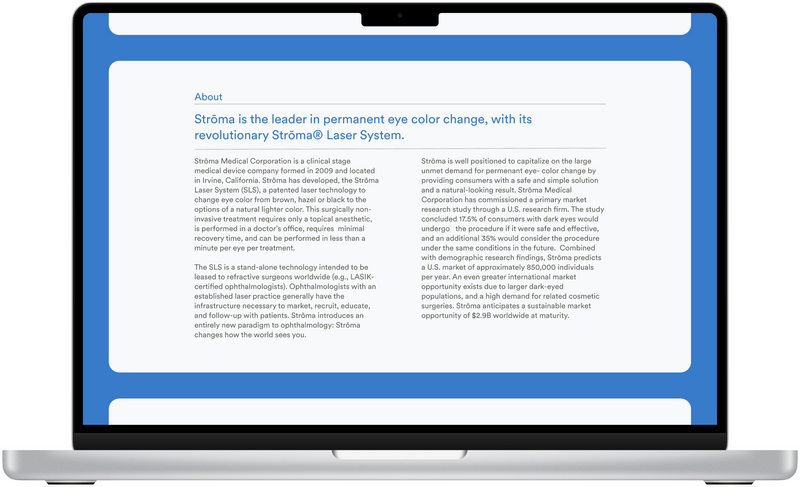 About
Strōma is the leader in permanent eye color change, with its
revolutionary Strōma® Laser System.
Strōma Medical Corporation is a clinical stage
medical device company formed in 2009 and located
in Irvine, California. Strōma has developed, the Strōma
Laser System (SLS), a patented laser technology to
change eye color from brown, hazel or black to the
options of a natural lighter color. This surgically non-
invasive treatment requires only a topical anesthetic,
is performed in a doctor's office, requires  minimal
recovery time, and can be performed in less than a
minute per eye per treatment.
The SLS is a stand-alone technology intended to be
leased to refractive surgeons worldwide (e.g., LASIK-
certified ophthalmologists). Ophthalmologists with an
established laser practice generally have the
infrastructure necessary to market, recruit, educate,
and follow-up with patients. Strōma introduces an
entirely new paradigm to ophthalmology: Strōma
changes how the world sees you.
Strōma is well positioned to capitalize on the large
unmet demand for permenant eye- color change by
providing consumers with a safe and simple solution
and a natural-looking result. Strōma Medical
Corporation has commissioned a primary market
research study through a U.S. research firm. The study
concluded 17.5% of consumers with dark eyes would
undergo  the procedure if it were safe and effective,
and an additional 35% would consider the procedure
under the same conditions in the future.  Combined
with demographic research findings, Strōma predicts
a U.S. market of approximately 850,000 individuals
per year. An even greater international market
opportunity exists due to larger dark-eyed
populations, and a high demand for related cosmetic
surgeries. Strōma anticipates a sustainable market
opportunity of $2.9B worldwide at maturity.